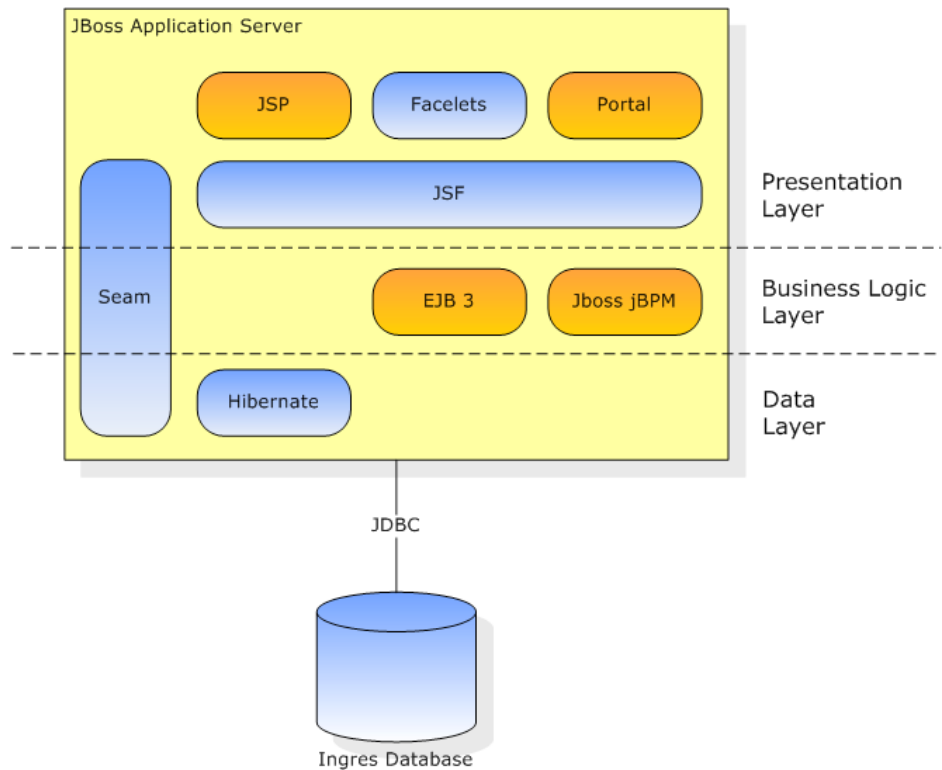 JBoss Application Server
JSP
Facelets
Portal
JSF
Presentation
Layer
Seam
EJB 3
Jboss jBPM
Business Logic
Layer
Hibernate
Data
Layer
JDBC
Ingres Database